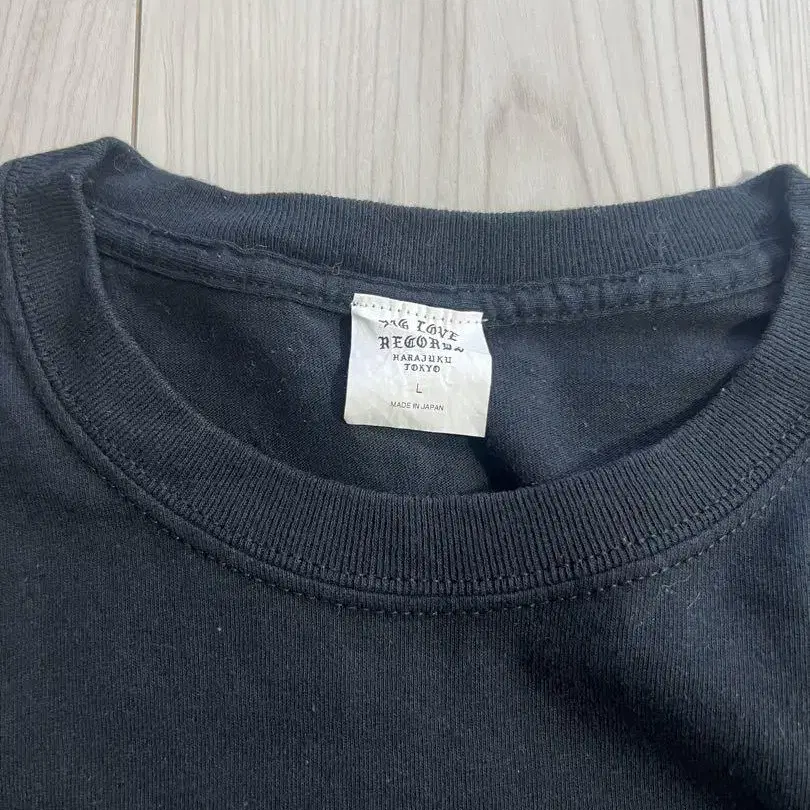 BIG LOVE
RECORDS
HARAJUKU
TOKYO
L
MADE IN JAPAN